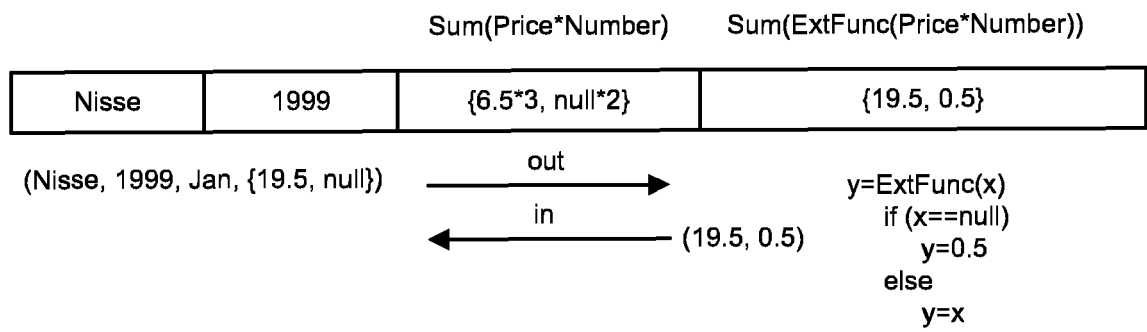 Sum(Price*Number) Sum(ExtFunc(Price*Number))
Nisse 1999 {6.5*3, null*2} {19.5, 0.5}
(Nisse, 1999, Jan, {19.5, null}) out y=ExtFunc(x)
if (x==null)
in (19.5, 0.5)
y=0.5
else
y=x